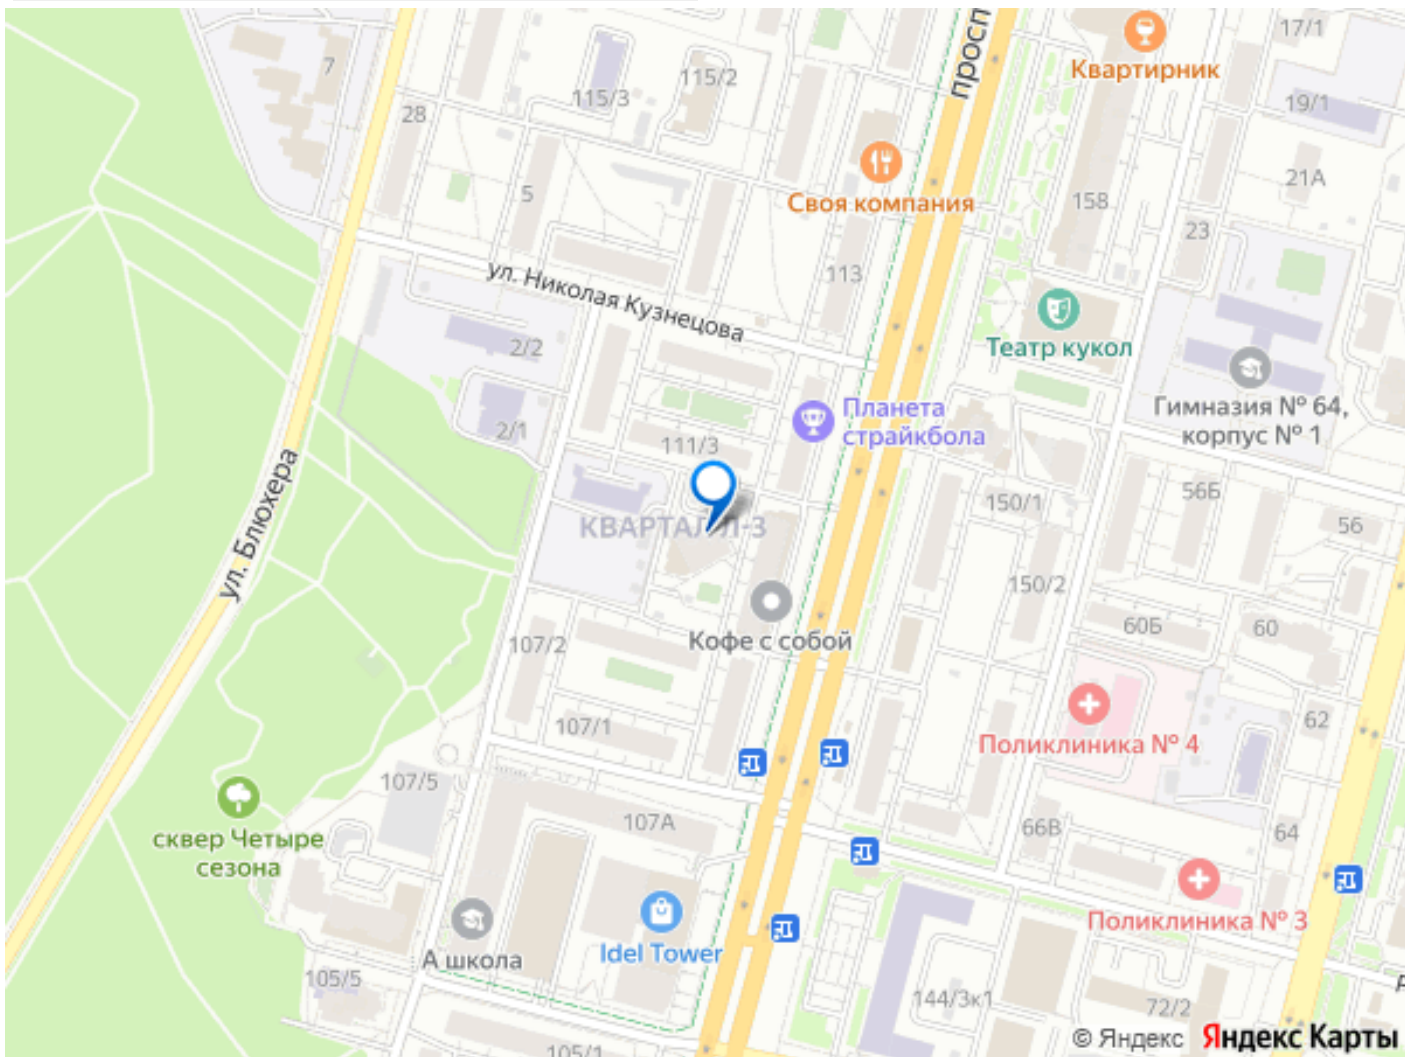 просп
17/1
Квартирник
7
115/2
115/3
19/1
28
21А
5
Своя компания
158
23
113
ул. Николая Кузнецова
Театр кукол
2/2
Гимназия № 64,
корпус № 1
Планета
страйкбола
2/1
111/3
ул. Блюхера
56Б
150/1
56
КВАРТАЛ Л-3
150/2
60Б
60
Кофе с собой
107/2
62
107/1
Поликлиника № 4
107/5
107А
66В
64
сквер Четыре
сезона
Поликлиника № 3
Idel Tower
А школа
105/5
144/3к1
72/2
105/1
© Яндекс Яндекс Карты